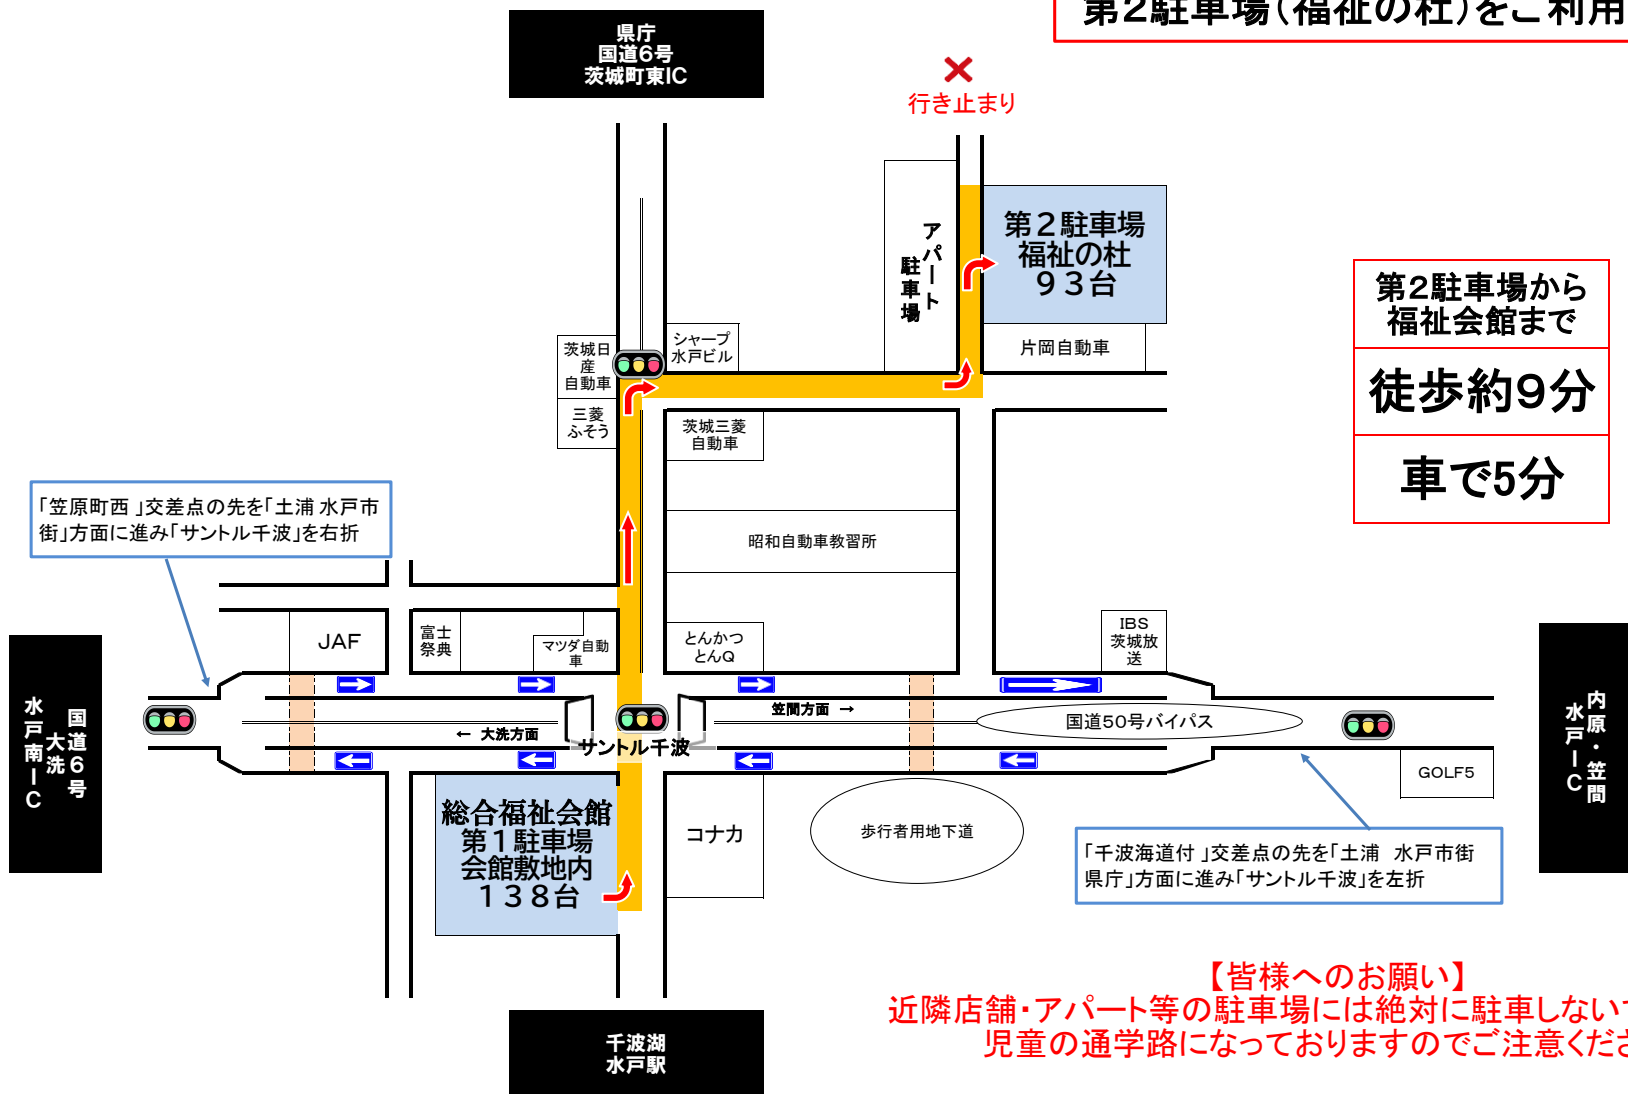 第2駐車場（福祉の杜）をご利用
県庁
国道6号
茨城町東IC
行き止まり
アパート
駐車場
第２駐車場
福祉の杜
９３台
片岡自動車
第2駐車場から
福祉会館まで
徒歩約9分
車で5分
茨城日
産
自動車
シャープ
水戸ビル
三菱
ふそう
茨城三菱
自動車
「笠原町西 」交差点の先を「土浦 水戸市
街」方面に進み「サントル千波」を右折
昭和自動車教習所
JAF
富士
祭典
マツダ自動
車
とんかつ
とんQ
IBS
茨城放
送
国道6号
大洗
水戸南ーIC
← 大洗方面
サントル千波
笠間方面 →
国道50号バイパス
内原・笠間
水戸ーIC
GOLF5
総合福祉会館
第１駐車場
会館敷地内
１３８台
コナカ
歩行者用地下道
「千波海道付 」交差点の先を「土浦 水戸市街
県庁」方面に進み「サントル千波」を左折
【皆様へのお願い】
近隣店舗・アパート等の駐車場には絶対に駐車しない
児童の通学路になっておりますのでご注意くださ
千波湖
水戸駅